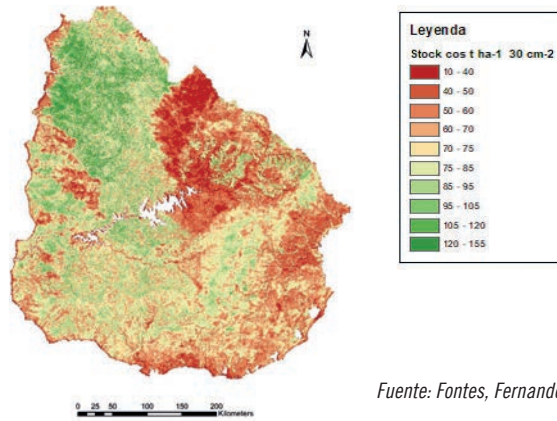 N
Leyenda
Stock cos t ha-1 30 cm-2
10 - 40
40 - 50
50 - 60
60 - 70
70 - 75
75 - 85
85 - 95
95 - 105
105 - 120
120 - 155
0 25 50 100 150 200
Kilometers
Fuente: Fontes, Fernando